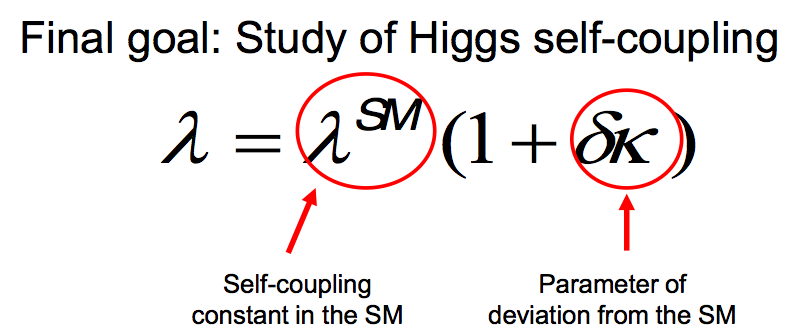 Final goal: Study of Higgs self-coupling
λ = λ^SM (1 + δκ)
Self-coupling
constant in the SM
Parameter of
deviation from the SM